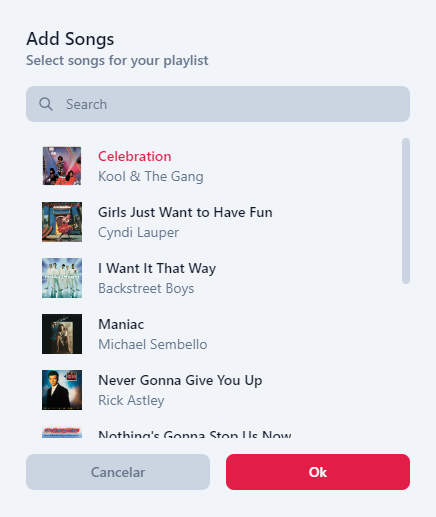 Add Songs
Select songs for your playlist
Search
Celebration
Kool & The Gang
Girls Just Want to Have Fun
Cyndi Lauper
I Want It That Way
Backstreet Boys
Maniac
Michael Sembello
Never Gonna Give You Up
Rick Astley
Nothing's Gonna Stop Us Now
Cancelar
Ok